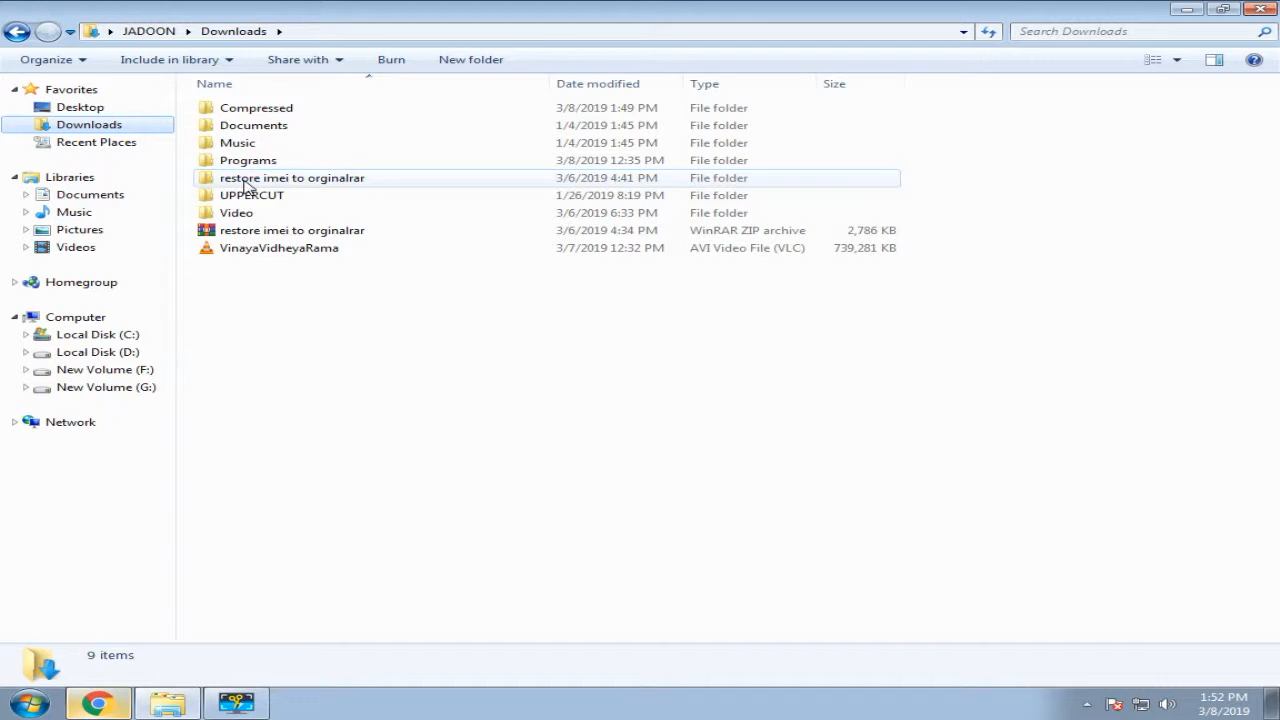 JADOON Downloads
Search Downloads
Organize Include in library Share with Burn New folder
Name Date modified Type Size
Favorites
Desktop
Downloads
Recent Places
Libraries
Documents
Music
Pictures
Videos
Homegroup
Computer
Local Disk (C:)
Local Disk (D:)
New Volume (F:)
New Volume (G:)
Network
Compressed 3/8/2019 1:49 PM File folder
Documents 1/4/2019 1:45 PM File folder
Music 1/4/2019 1:45 PM File folder
Programs 3/8/2019 12:35 PM File folder
restore imei to orginalrar 3/6/2019 4:41 PM File folder
UPPERCUT 1/26/2019 8:19 PM File folder
Video 3/6/2019 6:33 PM File folder
restore imei to orginalrar 3/6/2019 4:34 PM WinRAR ZIP archive 2,786 KB
VinayaVidheyaRama 3/7/2019 12:32 PM AVI Video File (VLC) 739,281 KB
9 items
1:52 PM
3/8/2019